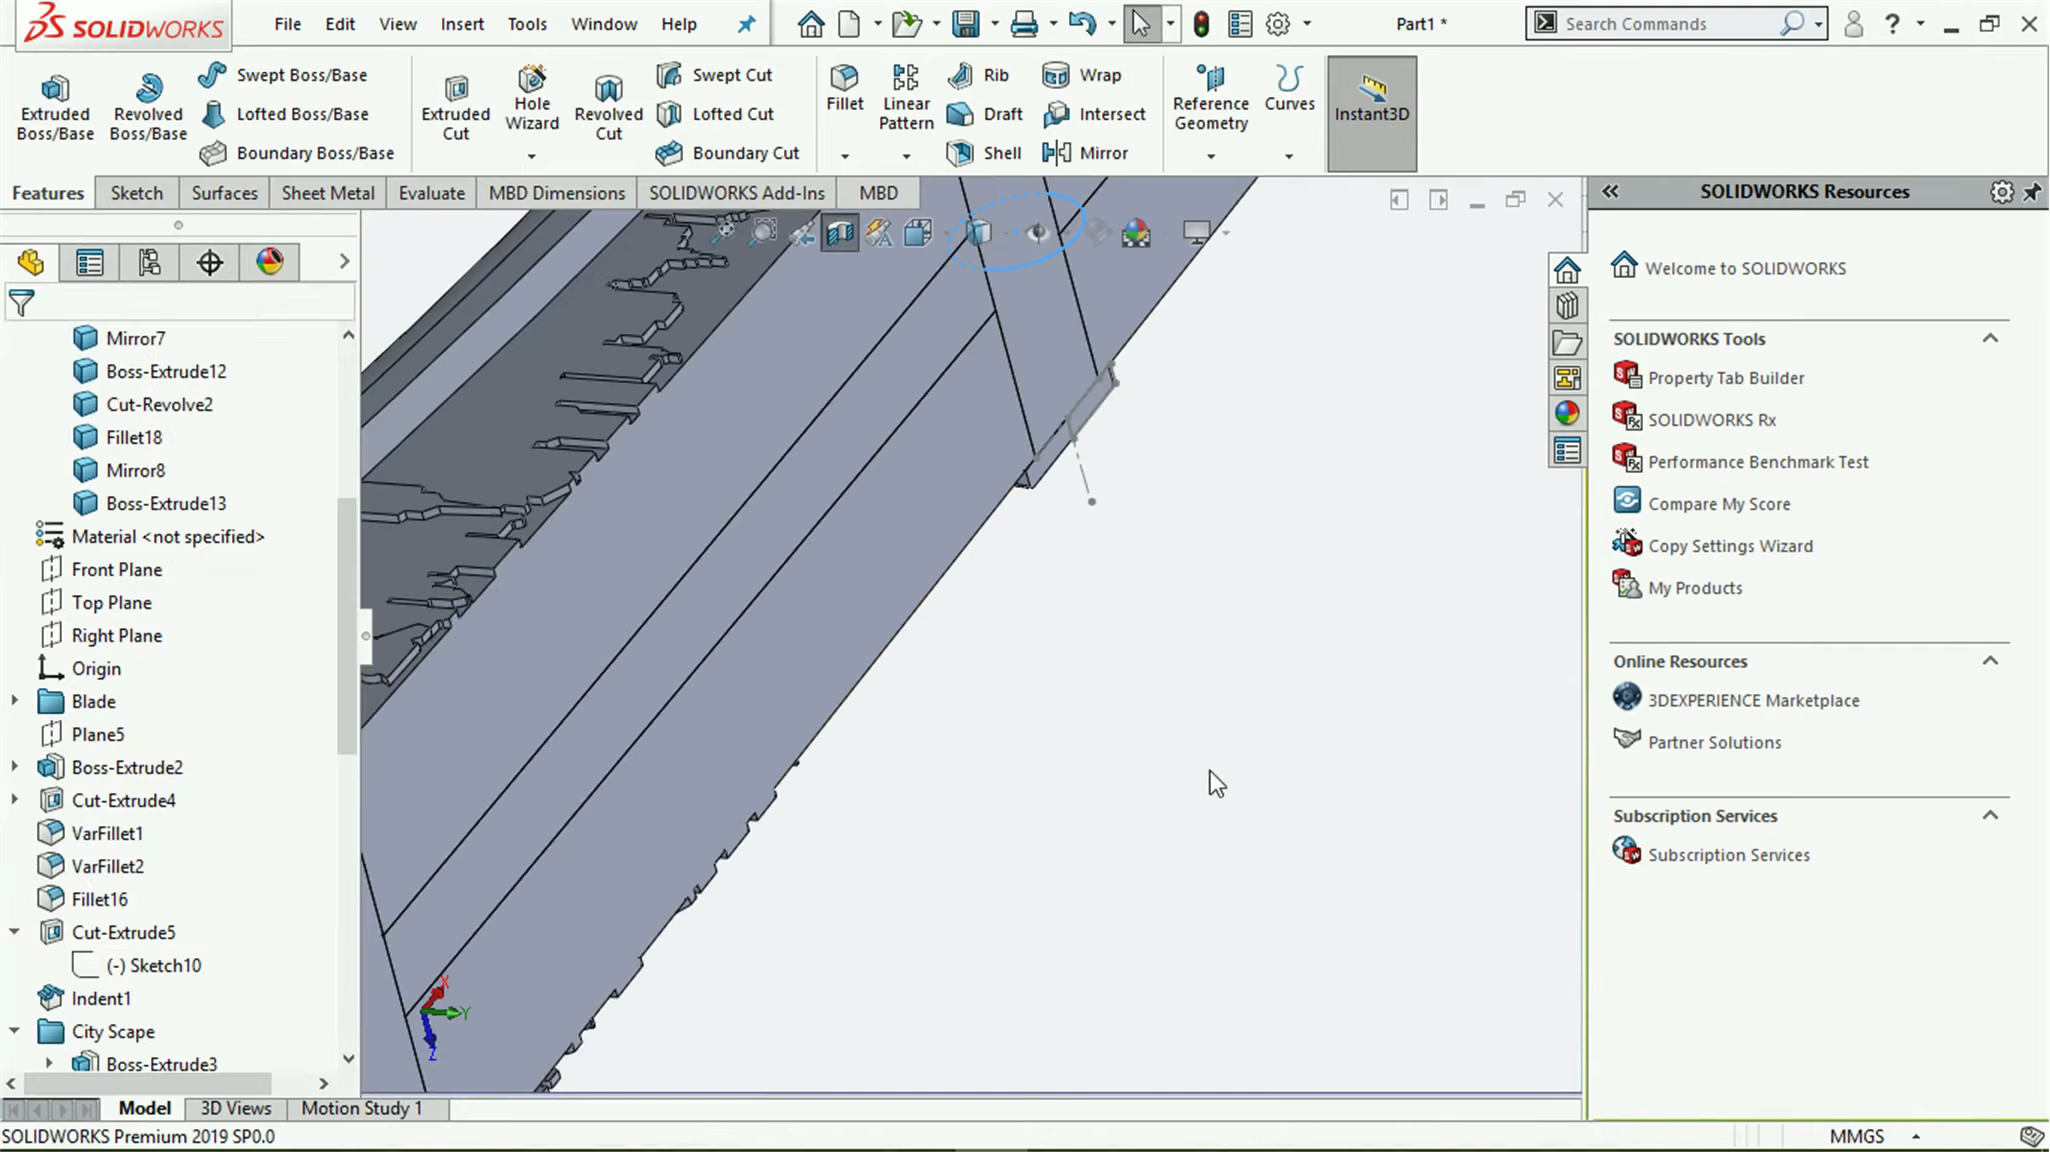 SOLIDWORKS File Edit View Insert Tools Window Help Part1 * Search Commands ?
Extruded Boss/Base
Revolved Boss/Base
Swept Boss/Base
Lofted Boss/Base
Boundary Boss/Base
Extruded Cut
Hole Wizard
Revolved Cut
Swept Cut
Lofted Cut
Boundary Cut
Fillet
Linear Pattern
Rib
Draft
Shell
Wrap
Intersect
Mirror
Reference Geometry
Curves
Instant3D
Features Sketch Surfaces Sheet Metal Evaluate MBD Dimensions SOLIDWORKS Add-Ins MBD
Mirror7
Boss-Extrude12
Cut-Revolve2
Fillet18
Mirror8
Boss-Extrude13
Material <not specified>
Front Plane
Top Plane
Right Plane
Origin
Blade
Plane5
Boss-Extrude2
Cut-Extrude4
VarFillet1
VarFillet2
Fillet16
Cut-Extrude5
(-) Sketch10
Indent1
City Scape
Boss-Extrude3
X
Y
Z
SOLIDWORKS Resources
Welcome to SOLIDWORKS
SOLIDWORKS Tools
Property Tab Builder
SOLIDWORKS Rx
Performance Benchmark Test
Compare My Score
Copy Settings Wizard
My Products
Online Resources
3DEXPERIENCE Marketplace
Partner Solutions
Subscription Services
Subscription Services
Model 3D Views Motion Study 1
SOLIDWORKS Premium 2019 SP0.0 MMGS